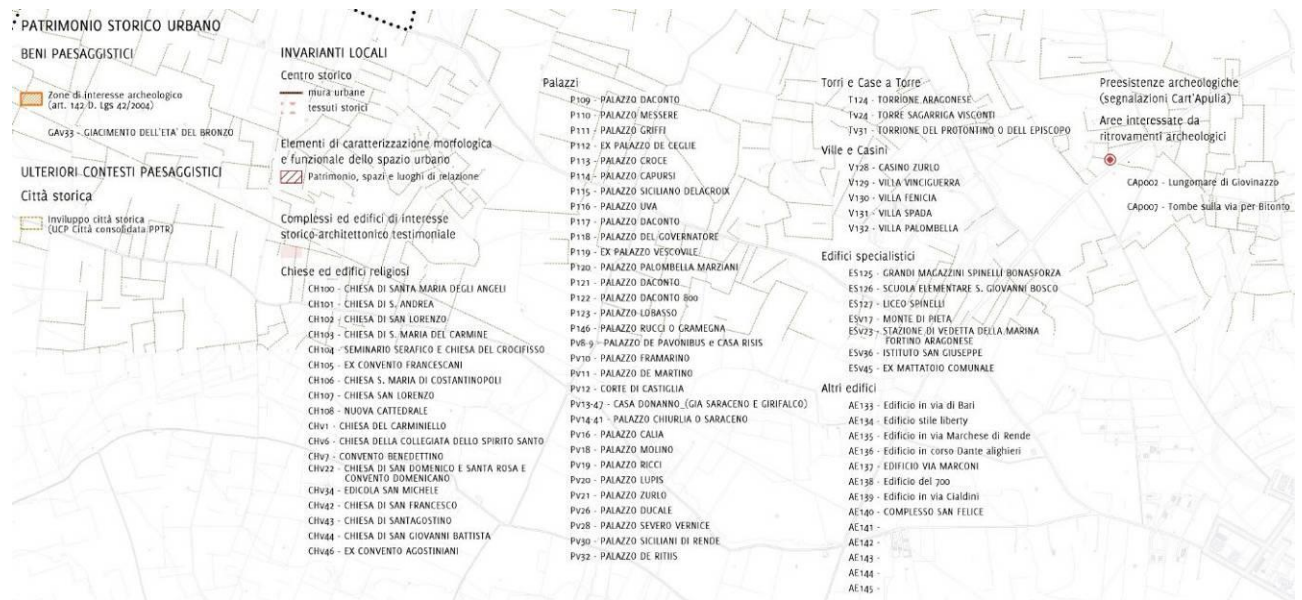 PATRIMONIO STORICO URBANO
BENI PAESAGGISTICI
Zone di interesse archeologico
(art. 142 D. Lgs 42/2004)
GAV33 - GIACIMENTO DELL'ETA' DEL BRONZO
ULTERIORI CONTESTI PAESAGGISTICI
Città storica
Inviluppo città storica
(UCP Città consolidata PPTR)
INVARIANTI LOCALI
Centro storico
mura urbane
tessuti storici
Elementi di caratterizzazione morfologica
e funzionale dello spazio urbano
Patrimonio, spazi e luoghi di relazione
Complessi ed edifici di interesse
storico-architettonico testimoniale
Chiese ed edifici religiosi
CH100 - CHIESA DI SANTA MARIA DEGLI ANGELI
CH101 - CHIESA DI S. ANDREA
CH102 - CHIESA DI SAN LORENZO
CH103 - CHIESA DI S. MARIA DEL CARMINE
CH104 - SEMINARIO SERAFICO E CHIESA DEL CROCIFISSO
CH105 - EX CONVENTO FRANCESCANI
CH106 - CHIESA S. MARIA DI COSTANTINOPOLI
CH107 - CHIESA SAN LORENZO
CH108 - NUOVA CATTEDRALE
CHv1 - CHIESA DEL CARMINIELLO
CHv6 - CHIESA DELLA COLLEGIATA DELLO SPIRITO SANTO
CHv7 - CONVENTO BENEDETTINO
CHv22 - CHIESA DI SAN DOMENICO E SANTA ROSA E
CONVENTO DOMENICANO
CHv34 - EDICOLA SAN MICHELE
CHv42 - CHIESA DI SAN FRANCESCO
CHv43 - CHIESA DI SANTAGOSTINO
CHv44 - CHIESA DI SAN GIOVANNI BATTISTA
CHv46 - EX CONVENTO AGOSTINIANI
Palazzi
P109 - PALAZZO DACONTO
P110 - PALAZZO MESSERE
P111 - PALAZZO GRIFFI
P112 - EX PALAZZO DE CEGLIE
P113 - PALAZZO CROCE
P114 - PALAZZO CAPURSI
P115 - PALAZZO SICILIANO DELACROIX
P116 - PALAZZO UVA
P117 - PALAZZO DACONTO
P118 - PALAZZO DEL GOVERNATORE
P119 - EX PALAZZO VESCOVILE
P120 - PALAZZO PALOMBELLA MARZIANI
P121 - PALAZZO DACONTO
P122 - PALAZZO DACONTO 800
P123 - PALAZZO LOBASSO
P146 - PALAZZO RUCCI O GRAMEGNA
Pv8-9 - PALAZZO DE PAVONIBUS e CASA RISIS
Pv10 - PALAZZO FRAMARINO
Pv11 - PALAZZO DE MARTINO
Pv12 - CORTE DI CASTIGLIA
Pv13-47 - CASA DONANNO_(GIA SARACENO E GIRIFALCO)
Pv14-41 - PALAZZO CHIURLIA O SARACENO
Pv16 - PALAZZO CALIA
Pv18 - PALAZZO MOLINO
Pv19 - PALAZZO RICCI
Pv20 - PALAZZO LUPIS
Pv21 - PALAZZO ZURLO
Pv26 - PALAZZO DUCALE
Pv28 - PALAZZO SEVERO VERNICE
Pv30 - PALAZZO SICILIANI DI RENDE
Pv32 - PALAZZO DE RITIIS
Torri e Case a Torre
T124 - TORRIONE ARAGONESE
Tv24 - TORRE SAGARRIGA VISCONTI
Tv31 - TORRIONE DEL PROTONTINO O DELL EPISCOPO
Ville e Casini
V128 - CASINO ZURLO
V129 - VILLA VINCIGUERRA
V130 - VILLA FENICIA
V131 - VILLA SPADA
V132 - VILLA PALOMBELLA
Edifici specialistici
ES125 - GRANDI MAGAZZINI SPINELLI BONASFORZA
ES126 - SCUOLA ELEMENTARE S. GIOVANNI BOSCO
ES127 - LICEO SPINELLI
ESv17 - MONTE DI PIETA
ESv23 - STAZIONE DI VEDETTA DELLA MARINA
FORTINO ARAGONESE
ESv36 - ISTITUTO SAN GIUSEPPE
ESv45 - EX MATTATOIO COMUNALE
Altri edifici
AE133 - Edificio in via di Bari
AE134 - Edificio stile liberty
AE135 - Edificio in via Marchese di Rende
AE136 - Edificio in corso Dante alighieri
AE137 - EDIFICIO VIA MARCONI
AE138 - Edificio del 700
AE139 - Edificio in via Cialdini
AE140 - COMPLESSO SAN FELICE
AE141 -
AE142 -
AE143 -
AE144 -
AE145 -
Preesistenze archeologiche
(segnalazioni Cart'Apulia)
Aree interessate da
ritrovamenti archeologici
CAp002 - Lungomare di Giovinazzo
CAp007 - Tombe sulla via per Bitonto